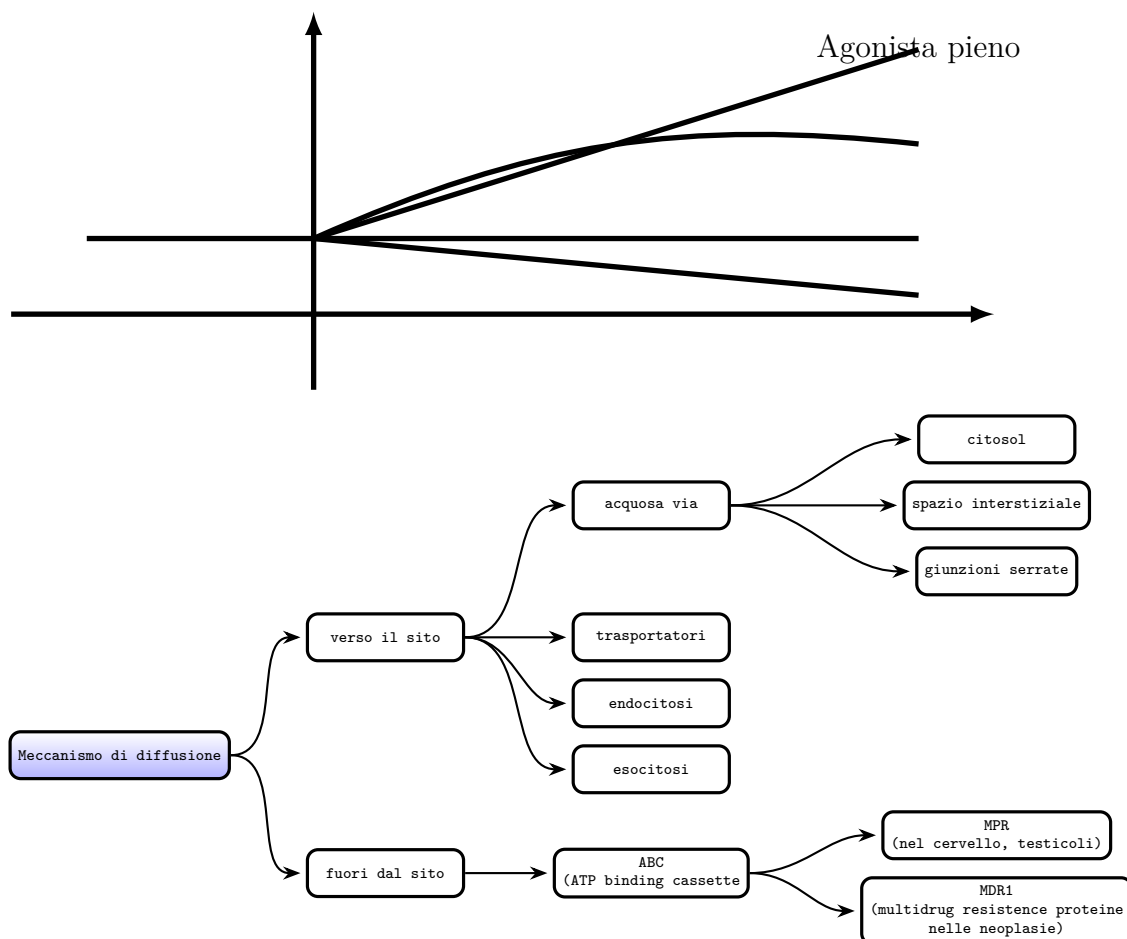 Agonista pieno
citosol
acquosa via
spazio interstiziale
giunzioni serrate
verso il sito
trasportatori
endocitosi
Meccanismo di diffusione
esocitosi
MPR
(nel cervello, testicoli)
fuori dal sito
ABC
(ATP binding cassette
MDR1
(multidrug resistence proteine
nelle neoplasie)